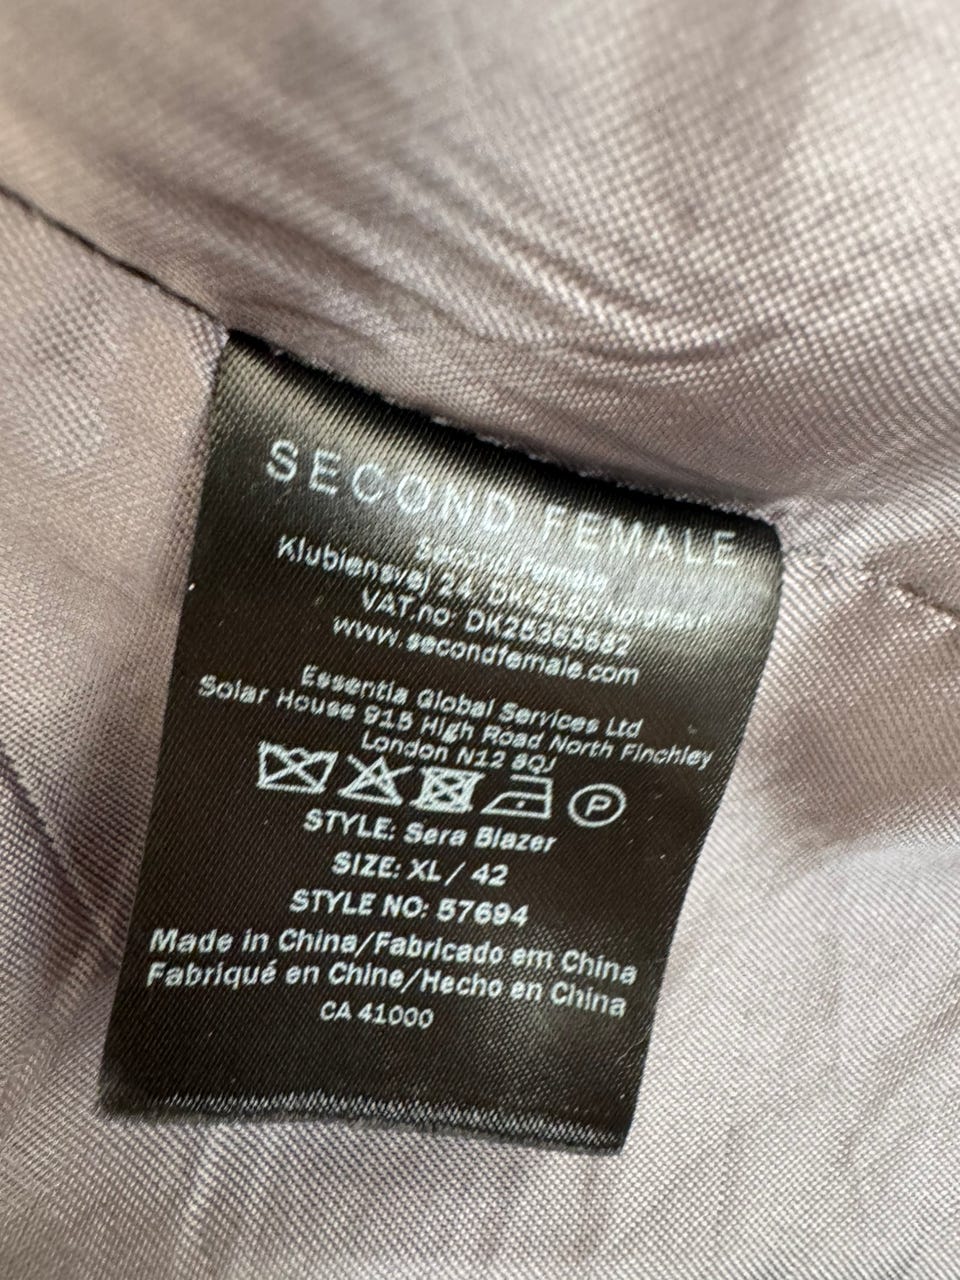 SECOND FEMALE
Second Female
Klubiensvej 24, DK-2150
VAT.no: DK25365682
www.secondfemale.com
Essentia Global Services Ltd
Solar House 915 High Road North Finchley
London N12 8QJ
P
STYLE: Sera Blazer
SIZE: XL / 42
STYLE NO: 57694
Made in China/Fabricado em China
Fabriqué en Chine/Hecho en China
CA 41000